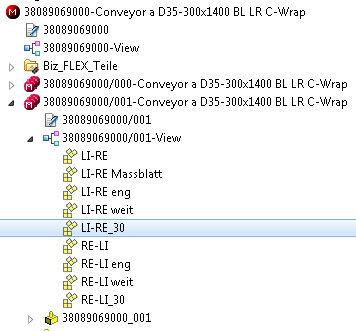 38089069000-Conveyor a D35-300x1400 BL LR C-Wrap
38089069000
38089069000-View
Biz_FLEX_Teile
38089069000/000-Conveyor a D35-300x1400 BL LR C-Wrap
38089069000/001-Conveyor a D35-300x1400 BL LR C-Wrap
38089069000/001
38089069000/001-View
LI-RE
LI-RE Massblatt
LI-RE eng
LI-RE weit
LI-RE_30
RE-LI
RE-LI eng
RE-LI weit
RE-LI_30
38089069000_001